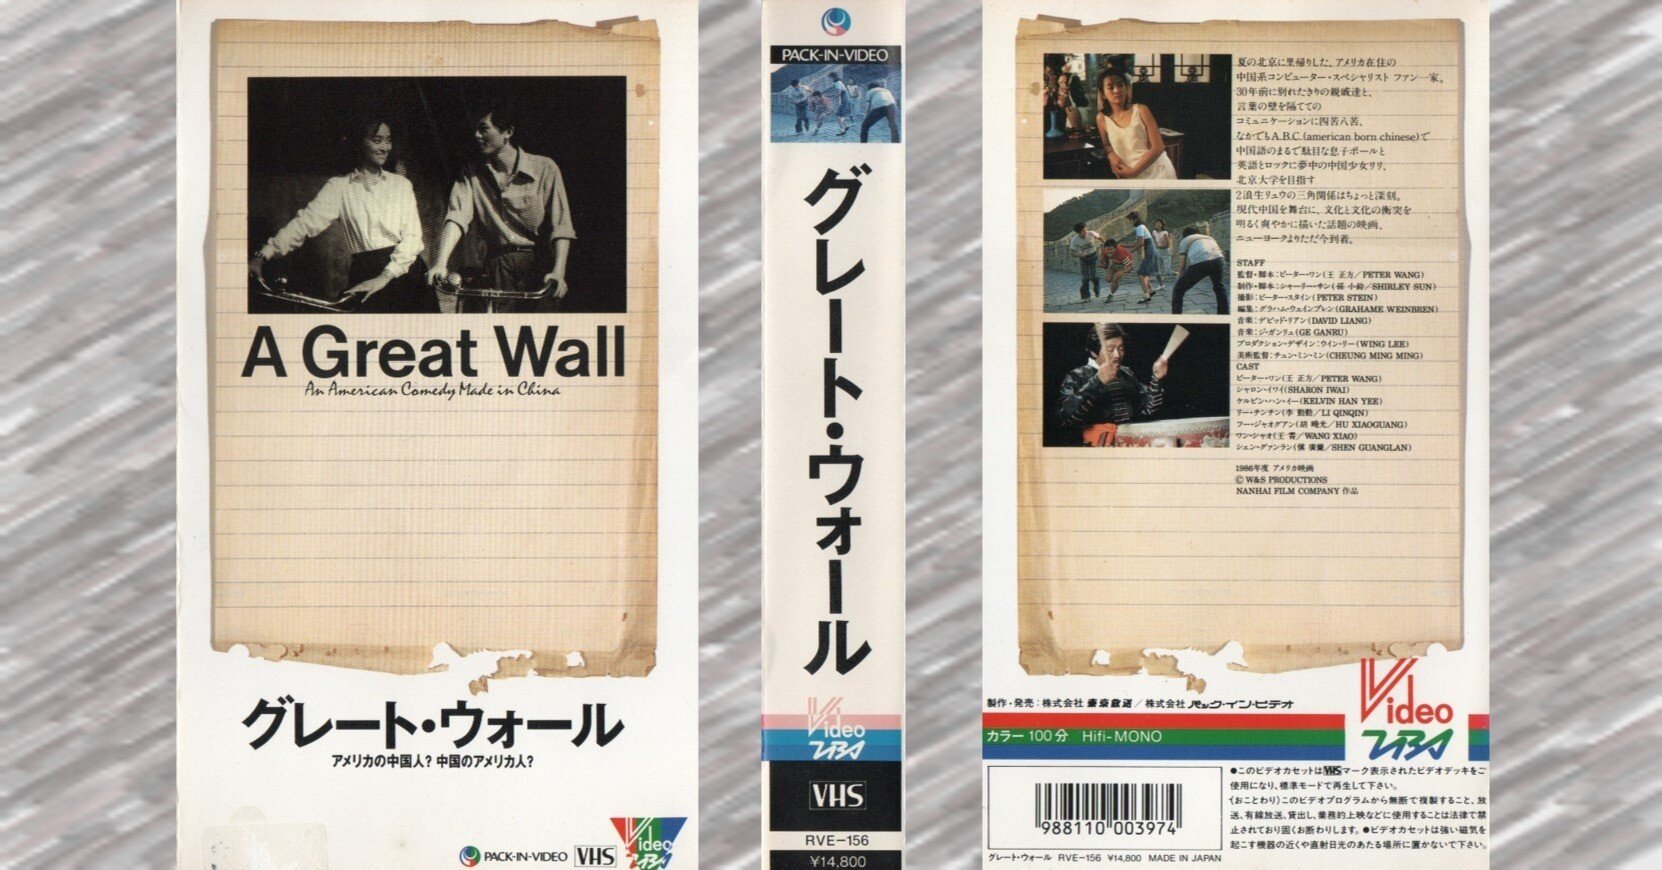 A Great Wall
An American Comedy Made in China
グレート・ウォール
アメリカの中国人? 中国のアメリカ人?
PACK-IN-VIDEO
VHS
Video
PACK-IN-VIDEO
グレート・ウォール
Video
VHS
RVE-156
¥14,800
夏の北京に里帰りした、アメリカ在住の
中国系コンピューター・スペシャリスト ファン一家。
30年前に別れたきりの親戚達と、
言葉の壁を隔てての
コミュニケーションに四苦八苦、
なかでもA.B.C.(american born chinese)で
中国語のまるで駄目な息子ポールと
英語とロックに夢中の中国少女リリ、
北京大学を目指す
2浪生リュウの三角関係はちょっと深刻。
現代中国を舞台に、文化と文化の衝突を
明るく爽やかに描いた話題の映画、
ニューヨークよりただ今到着。
STAFF
監督・脚本：ピーター・ワン(王 正方/PETER WANG)
制作・脚本：シャーリー・サン(孫 小鈴/SHIRLEY SUN)
撮影：ピーター・スタイン(PETER STEIN)
編集：グラハム・ウェインブレン(GRAHAME WEINBREN)
音楽：デビッド・リアン(DAVID LIANG)
音楽：ジ・ガンリュ(GE GANRU)
プロダクション・デザイン：ウイン・リー(WING LEE)
美術監督：チェン・ミン・ミン(CHEUNG MING MING)
CAST
ピーター・ワン(王 正方/PETER WANG)
シャロン・イワイ(SHARON IWAI)
ケルビン・ハン・イー(KELVIN HAN YEE)
リー・チンチン(李 勤勤/LI QINQIN)
フー・ジャオグアン(胡 曉光/HU XIAOGUANG)
ワン・シャオ(王 霄/WANG XIAO)
シェン・グァンラン(愼 廣蘭/SHEN GUANGLAN)
1986年度 アメリカ映画
© W&S PRODUCTIONS
NANHAI FILM COMPANY 作品
製作・発売：株式会社 東京放送/株式会社 パック・イン・ビデオ
カラー 100分 Hifi-MONO
Video
TBS
988110 003974
グレート・ウォール RVE-156 ¥14,800 MADE IN JAPAN
●このビデオカセットはVHSマーク表示されたビデオデッキをご
使用になり、標準モードで再生して下さい。
(おことわり)このビデオプログラムから無断で複製すること、放
送、有線放送、貸出し、業務的上映などに使用することは法律で禁
止されており固くお断わりします。●ビデオカセットは強い磁気を
起こす機器の近くや直射日光のあたる場所に置かないで下さい。